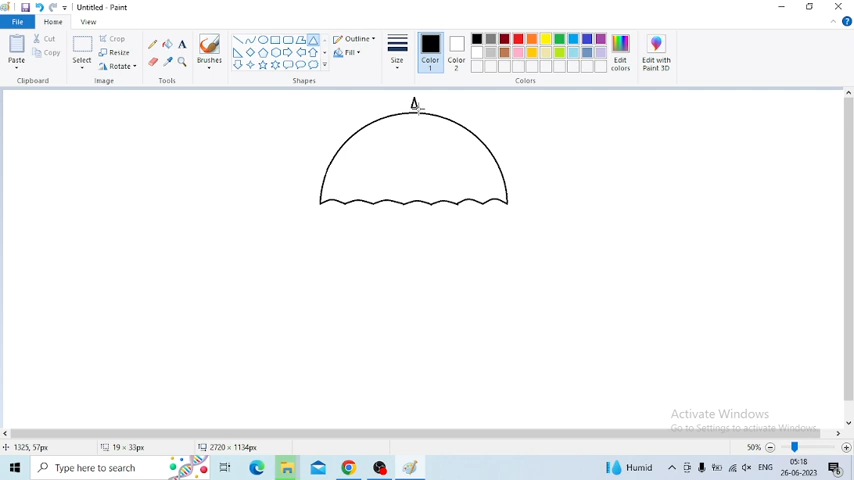 Untitled - Paint
File
Home
View
Paste
Cut
Copy
Clipboard
Select
Crop
Resize
Rotate
Image
A
Tools
Brushes
Shapes
Outline
Fill
Size
Color
1
Color
2
Edit
colors
Colors
Edit with
Paint 3D
Activate Windows
Go to Settings to activate Windows.
1325, 57px
19 × 33px
2720 × 1134px
50%
Type here to search
Humid
ENG
05:18
26-06-2023